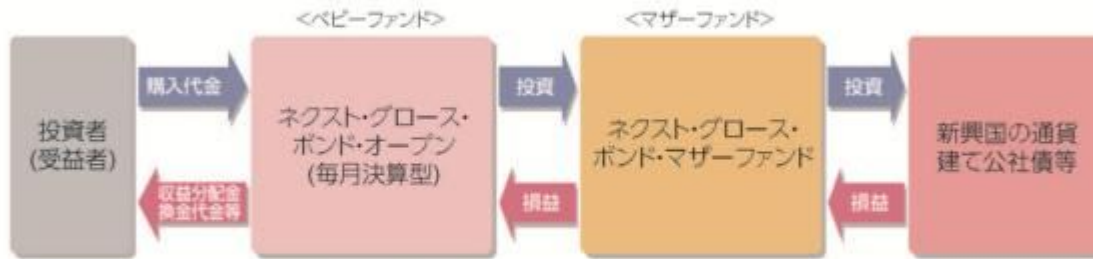 <ベビーファンド>
<マザーファンド>
投資者
(受益者)
購入代金
収益分配金
換金代金等
ネクスト・グロース・
ボンド・オープン
(毎月決算型)
投資
損益
ネクスト・グロース・
ボンド・マザーファンド
投資
損益
新興国の通貨
建て公社債等